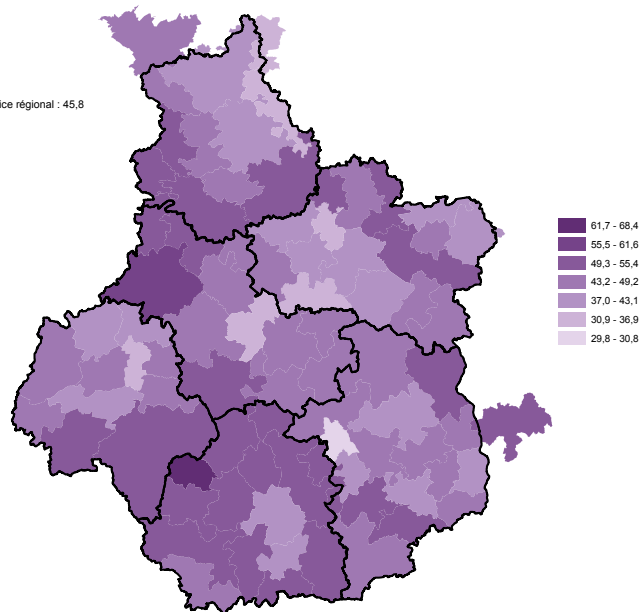 ice régional : 45,8
61,7 - 68,4
55,5 - 61,6
49,3 - 55,4
43,2 - 49,2
37,0 - 43,1
30,9 - 36,9
29,8 - 30,8